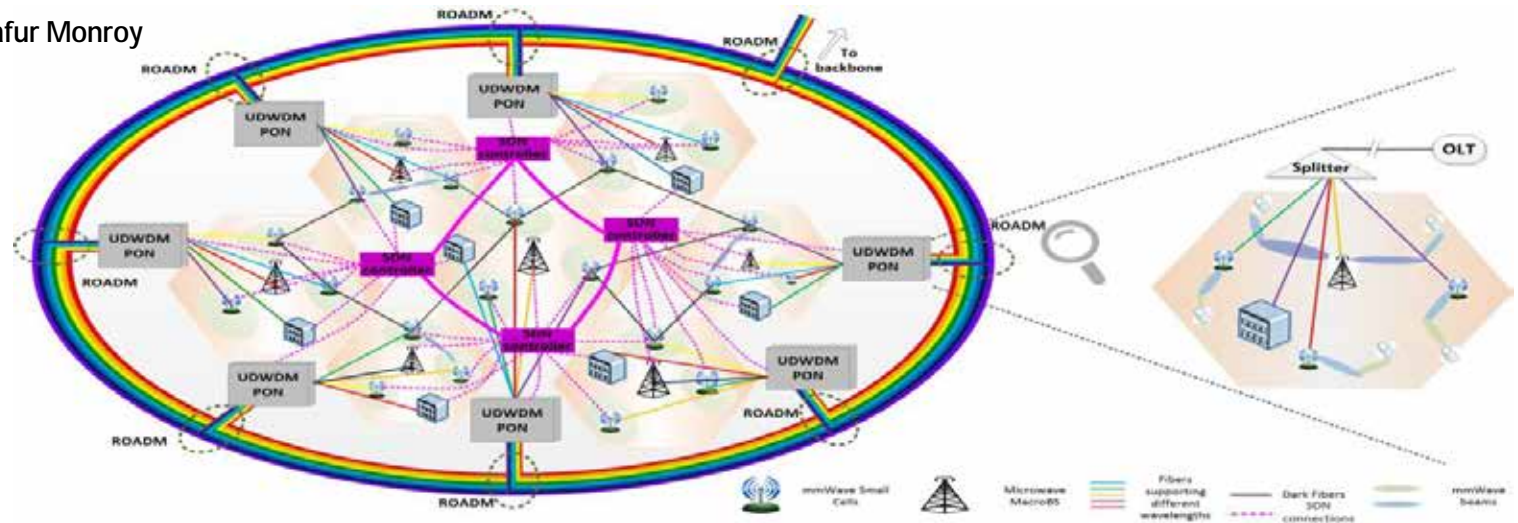 afur Monroy
ROADM
ROADM
ROADM
To
backbone
UDWDM
PON
UDWDM
PON
SDN
controller
OLT
Splitter
UDWDM
PON
SDN
controller
SDN
controller
UDWDM
PON
ROADM
ROADM
SDN
controller
UDWDM
PON
UDWDM
PON
UDWDM
PON
ROADM
ROADM
ROADM
mmWave Small
Cells
Microwave
MacroBS
Fibers
supporting
different
wavelengths
Dark Fibers
SDN
connections
mmWave
beams